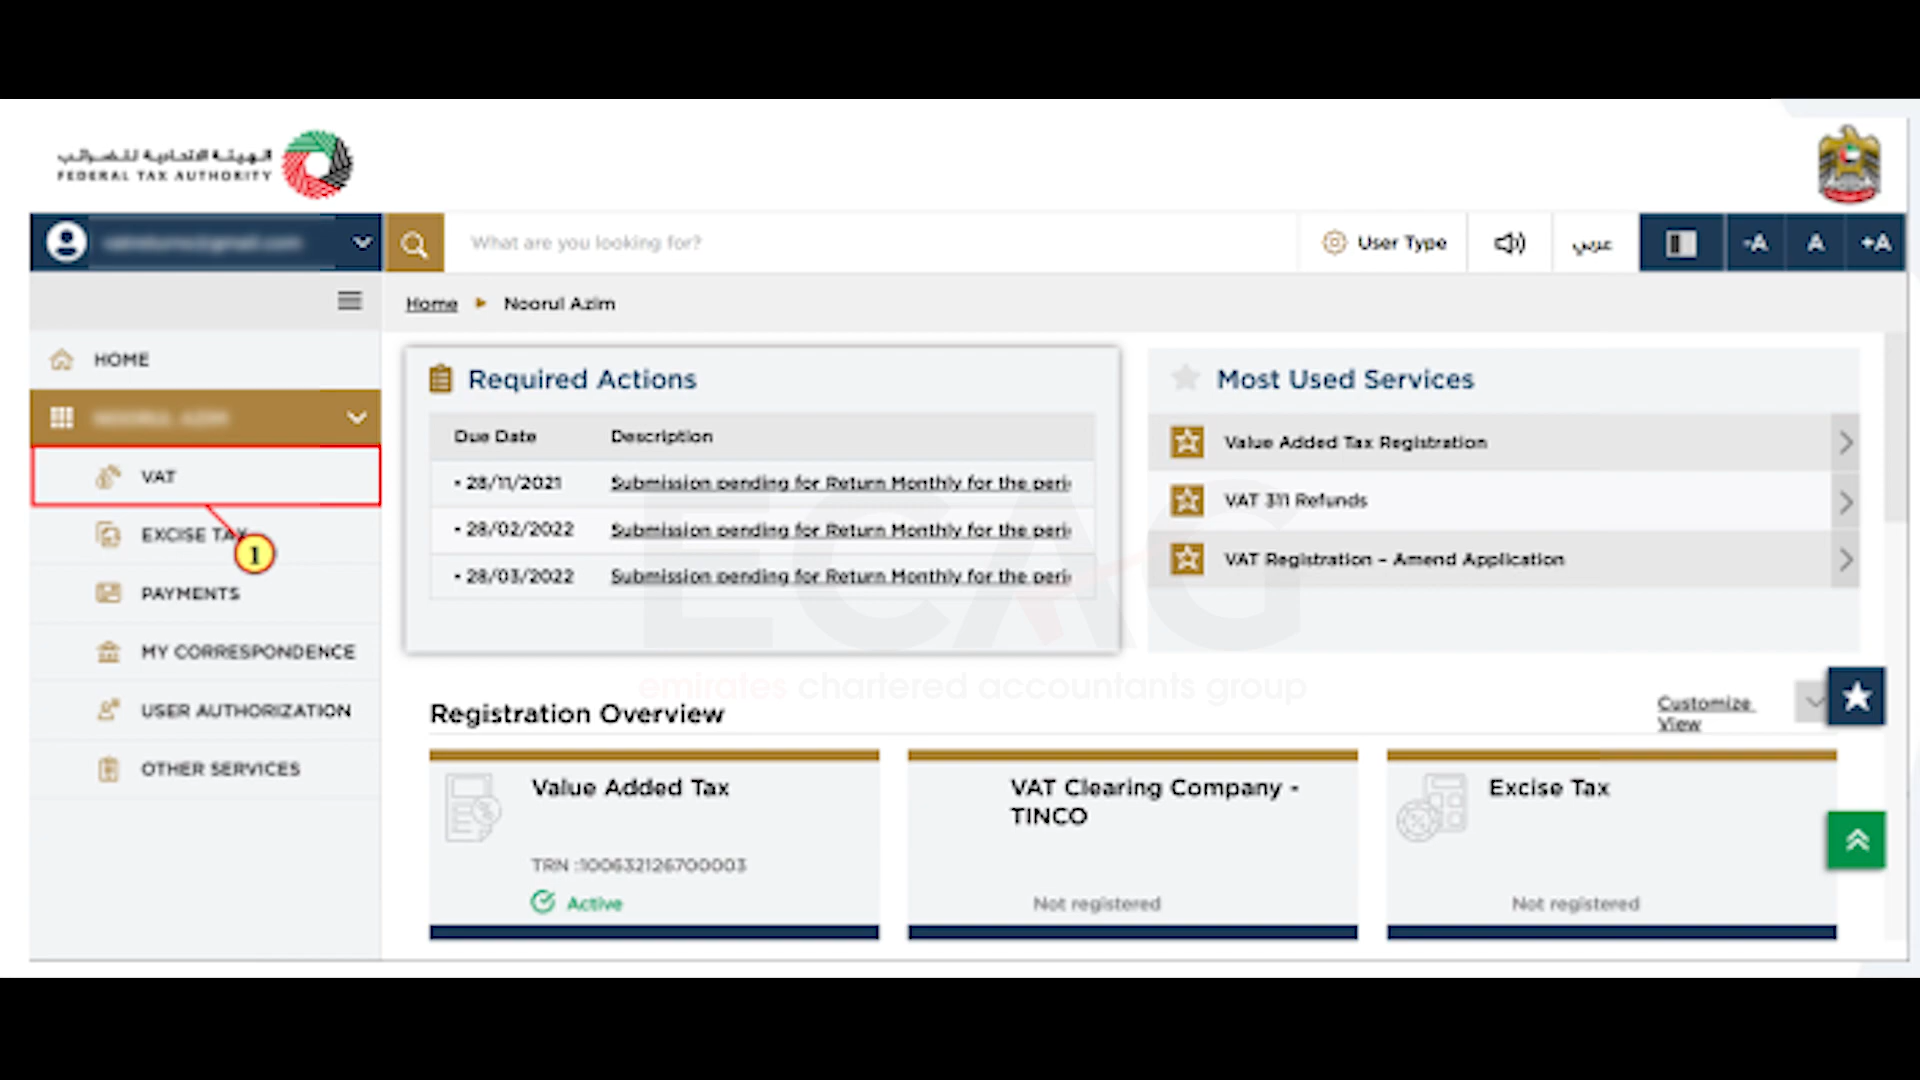 الهيئة الاتحادية للضرائب
FEDERAL TAX AUTHORITY
What are you looking for?
User Type
عربي
-A
A
+A
Home
Noorul Azim
HOME
VAT
EXCISE TAX
1
PAYMENTS
MY CORRESPONDENCE
USER AUTHORIZATION
OTHER SERVICES
Required Actions
Due Date Description
• 28/11/2021 Submission pending for Return Monthly for the peri
• 28/02/2022 Submission pending for Return Monthly for the peri
• 28/03/2022 Submission pending for Return Monthly for the peri
Most Used Services
Value Added Tax Registration
VAT 311 Refunds
VAT Registration - Amend Application
ECAG
emirates chartered accountants group
Registration Overview
Customize
View
Value Added Tax
TRN :100632126700003
Active
VAT Clearing Company -
TINCO
Not registered
Excise Tax
Not registered